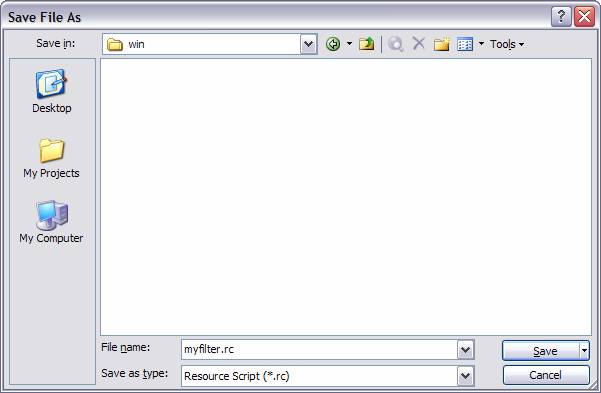 Save File As
Save in: win Tools
Desktop
My Projects
My Computer
File name: myfilter.rc Save
Save as type: Resource Script (*.rc) Cancel